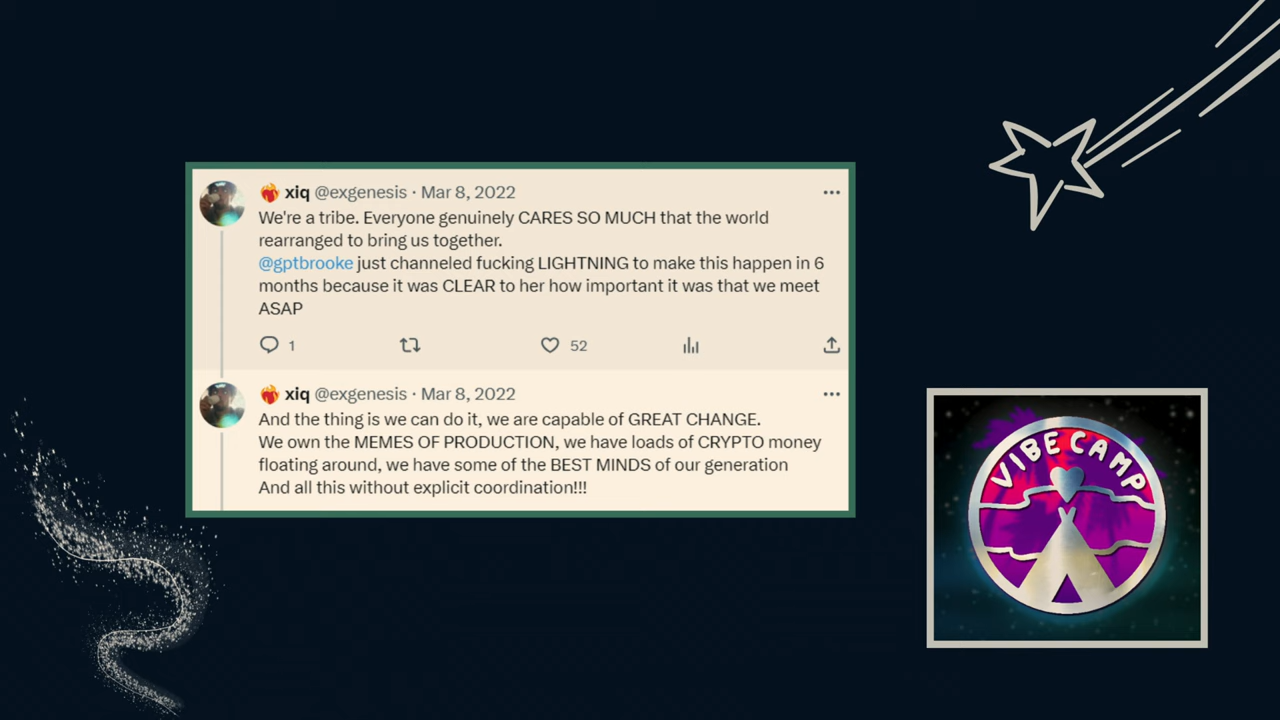 ❤️‍🔥 xiq @exgenesis · Mar 8, 2022
We're a tribe. Everyone genuinely CARES SO MUCH that the world
rearranged to bring us together.
@gptbrooke just channeled fucking LIGHTNING to make this happen in 6
months because it was CLEAR to her how important it was that we meet
ASAP
1
52
❤️‍🔥 xiq @exgenesis · Mar 8, 2022
And the thing is we can do it, we are capable of GREAT CHANGE.
We own the MEMES OF PRODUCTION, we have loads of CRYPTO money
floating around, we have some of the BEST MINDS of our generation
And all this without explicit coordination!!!
VIBE CAMP